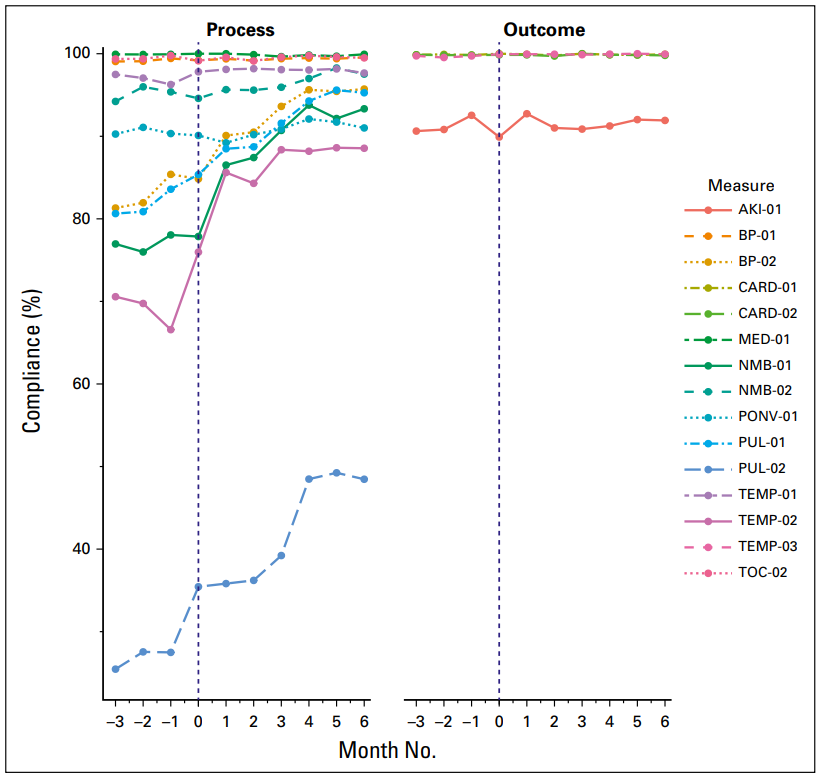 Process Outcome
100
80
60
40
Compliance (%)
–3 –2 –1 0 1 2 3 4 5 6 –3 –2 –1 0 1 2 3 4 5 6
Month No.
Measure
AKI-01
BP-01
BP-02
CARD-01
CARD-02
MED-01
NMB-01
NMB-02
PONV-01
PUL-01
PUL-02
TEMP-01
TEMP-02
TEMP-03
TOC-02